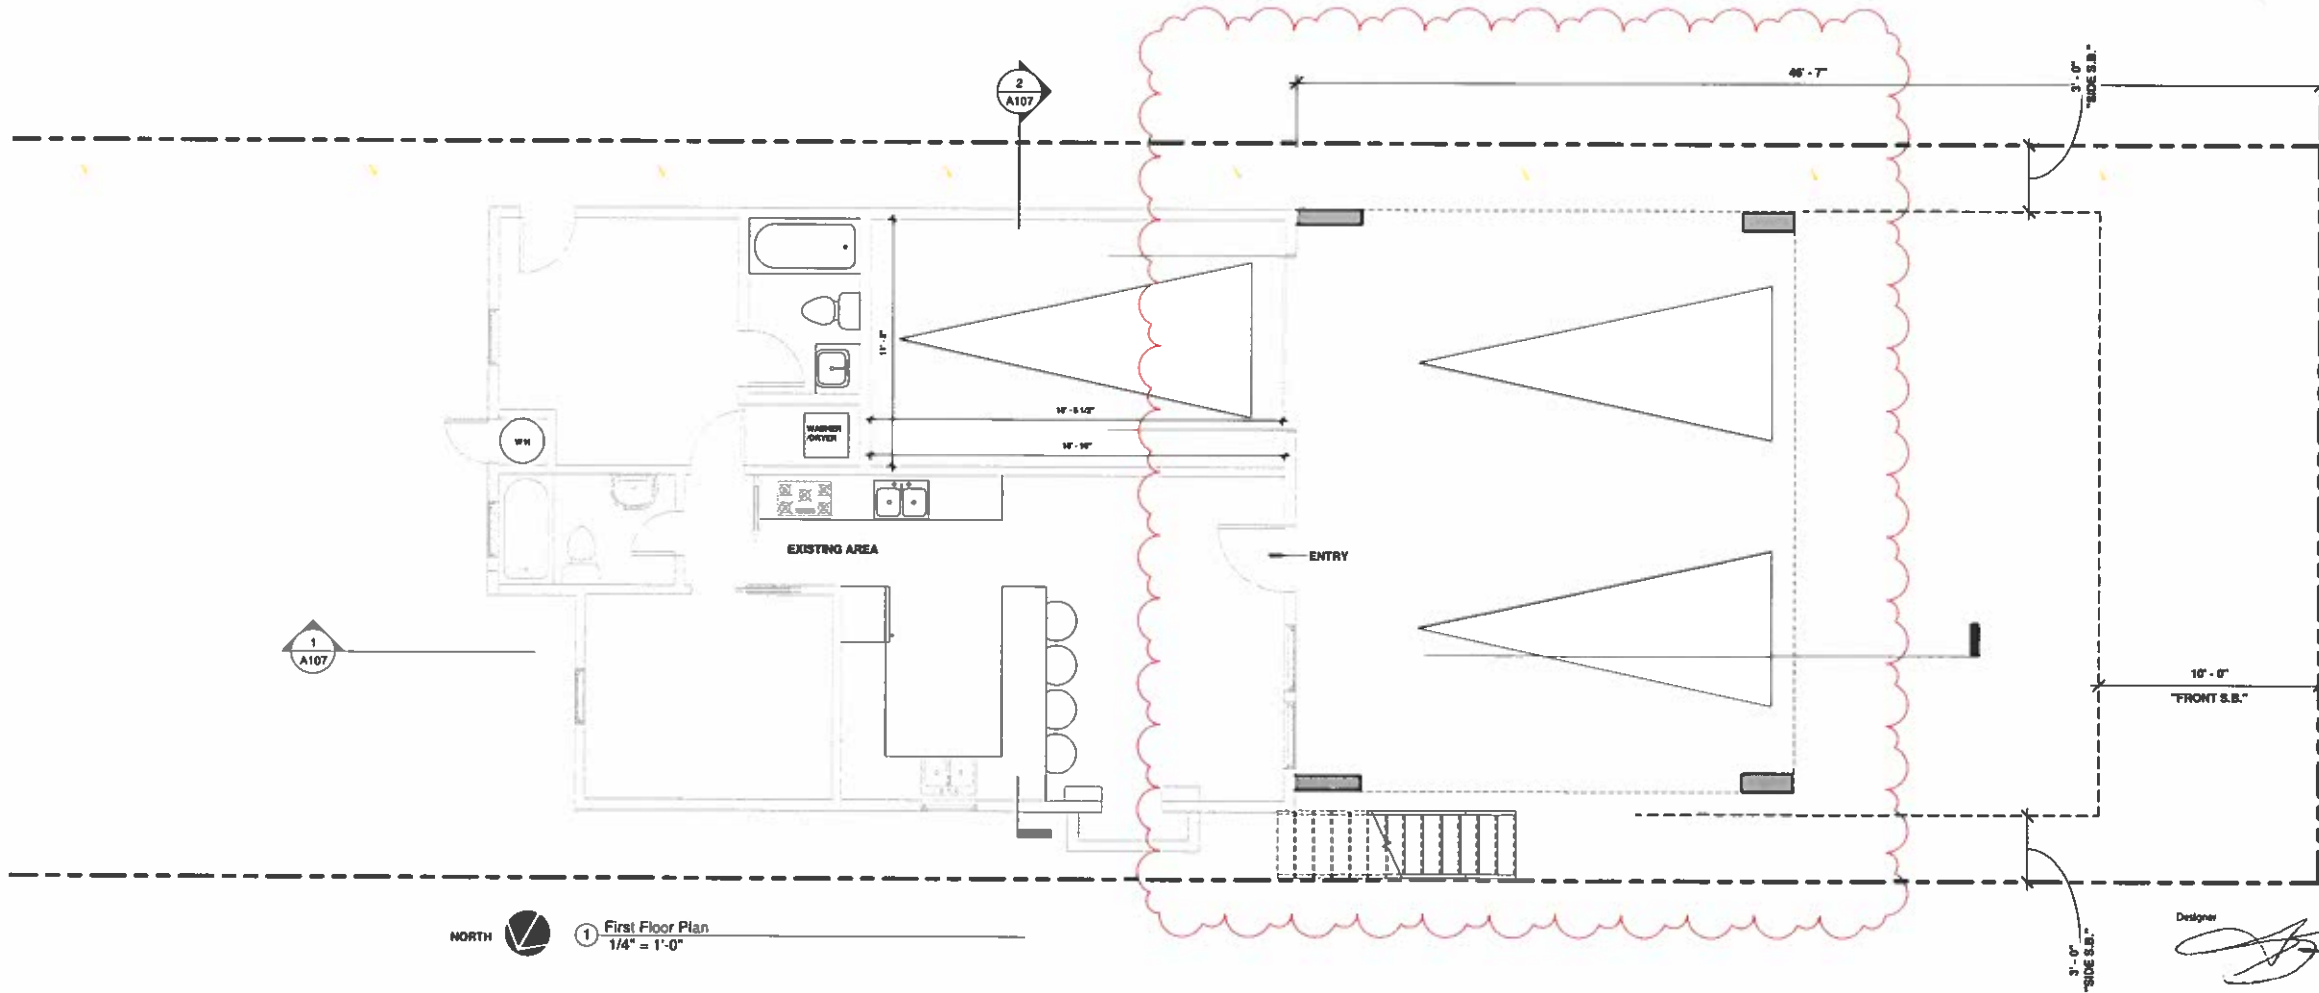 2
A107
46' - 7"
3' - 0"
"SIDE S.B."
WASHER
/DRYER
WH
EXISTING AREA
ENTRY
1
A107
10' - 0"
"FRONT S.B."
NORTH
1
First Floor Plan
1/4" = 1'-0"
Designer
3' - 0"
"SIDE S.B."